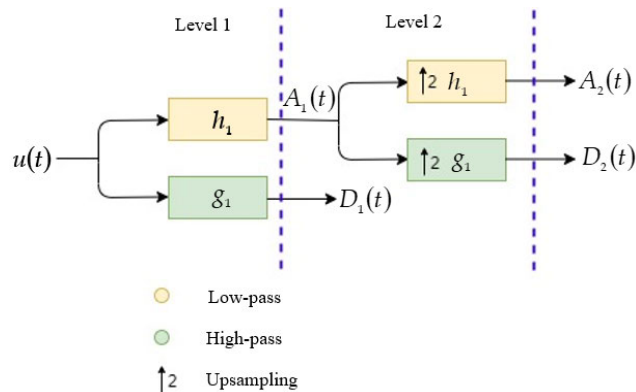 Level 1
Level 2
u(t)
h₁
g₁
A₁(t)
D₁(t)
↑2 h₁
↑2 g₁
A₂(t)
D₂(t)
Low-pass
High-pass
↑2 Upsampling